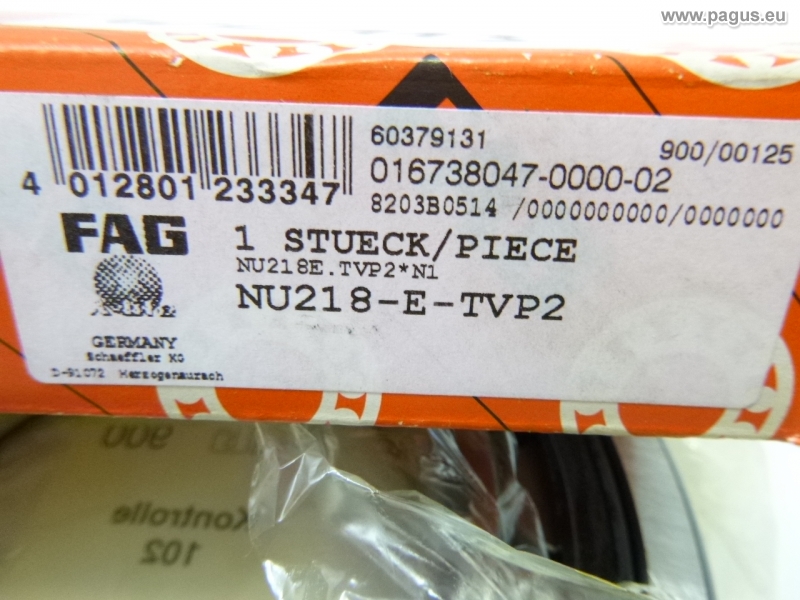 www.pagus.eu
60379131 900/00125
016738047-0000-02
4 012801 233347
8203B0514 /0000000000/0000000
FAG
1 STUECK/PIECE
NU218E.TVP2*N1
NU218-E-TVP2
GERMANY
Schaeffler KG
D-91072 Herzogenaurach
900
Kontrolle
102